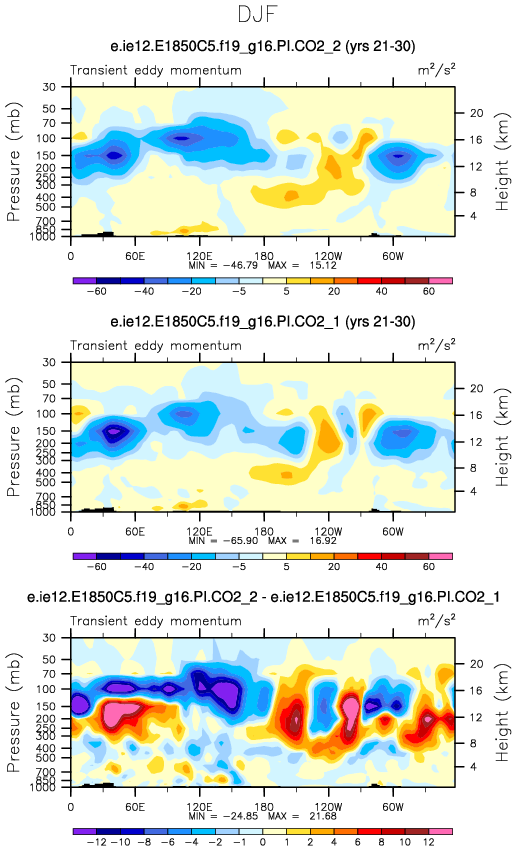 DJF
e.ie12.E1850C5.f19_g16.PI.CO2_2 (yrs 21-30)
Transient eddy momentum m²/s²
Pressure (mb)
30
50
70
100
150
200
250
300
400
500
700
850
1000
Height (km)
20
16
12
8
4
0 60E 120E 180 120W 60W
MIN = -46.79 MAX = 15.12
-60 -40 -20 -5 5 20 40 60
e.ie12.E1850C5.f19_g16.PI.CO2_1 (yrs 21-30)
Transient eddy momentum m²/s²
Pressure (mb)
30
50
70
100
150
200
250
300
400
500
700
850
1000
Height (km)
20
16
12
8
4
0 60E 120E 180 120W 60W
MIN = -65.90 MAX = 16.92
-60 -40 -20 -5 5 20 40 60
e.ie12.E1850C5.f19_g16.PI.CO2_2 - e.ie12.E1850C5.f19_g16.PI.CO2_1
Transient eddy momentum m²/s²
Pressure (mb)
30
50
70
100
150
200
250
300
400
500
700
850
1000
Height (km)
20
16
12
8
4
0 60E 120E 180 120W 60W
MIN = -24.85 MAX = 21.68
-12 -10 -8 -6 -4 -2 -1 0 1 2 4 6 8 10 12